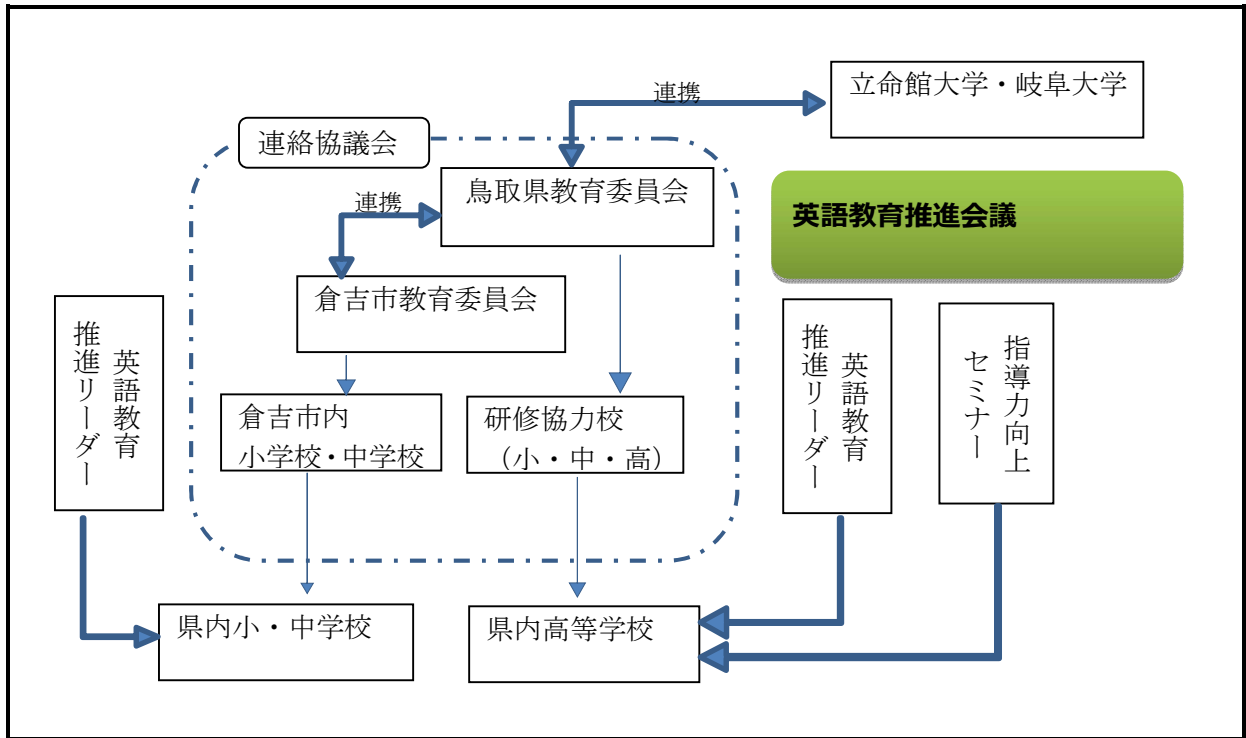 立命館大学・岐阜大学
連携
連絡協議会
鳥取県教育委員会
連携
英語教育推進会議
倉吉市教育委員会
英語教育
推進リーダー
倉吉市内
小学校・中学校
研修協力校
（小・中・高）
英語教育
推進リーダー
指導力向上
セミナー
県内小・中学校
県内高等学校